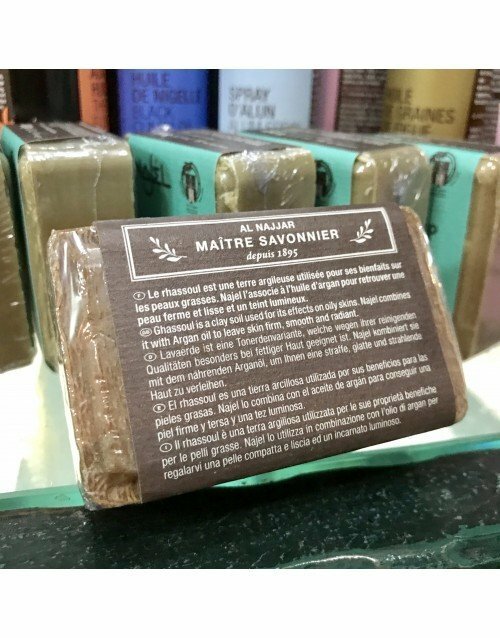 HUILE
DE NIGELLE
BLACK
SPRAY
D'ALUN
AL NAJJAR
MAÎTRE SAVONNIER
depuis 1895
Le rhassoul est une terre argileuse utilisée pour ses bienfaits sur
les peaux grasses. Najel l'associe à l'huile d'argan pour retrouver une
peau ferme et lisse et un teint lumineux.
Ghassoul is a clay soil used for its effects on oily skins. Najel combines
it with Argan oil to leave skin firm, smooth and radiant.
Lavaerde ist eine Tonerdenvariante, welche wegen ihrer reinigenden
Qualitäten besonders bei fettiger Haut geeignet ist. Najel kombiniert sie
mit dem nährenden Arganöl, um Ihnen eine straffe, glatte und strahlende
Haut zu verleihen.
El rhassoul es una tierra arcillosa utilizada por sus beneficios para las
pieles grasas. Najel lo combina con el aceite de argán para conseguir una
piel firme y tersa y una tez luminosa.
Il rhassoul è una terra argillosa utilizzata per le sue proprietà benefiche
per le pelli grasse. Najel lo utilizza in combinazione con l'olio di argan per
regalarvi una pelle compatta e liscia ed un incarnato luminoso.